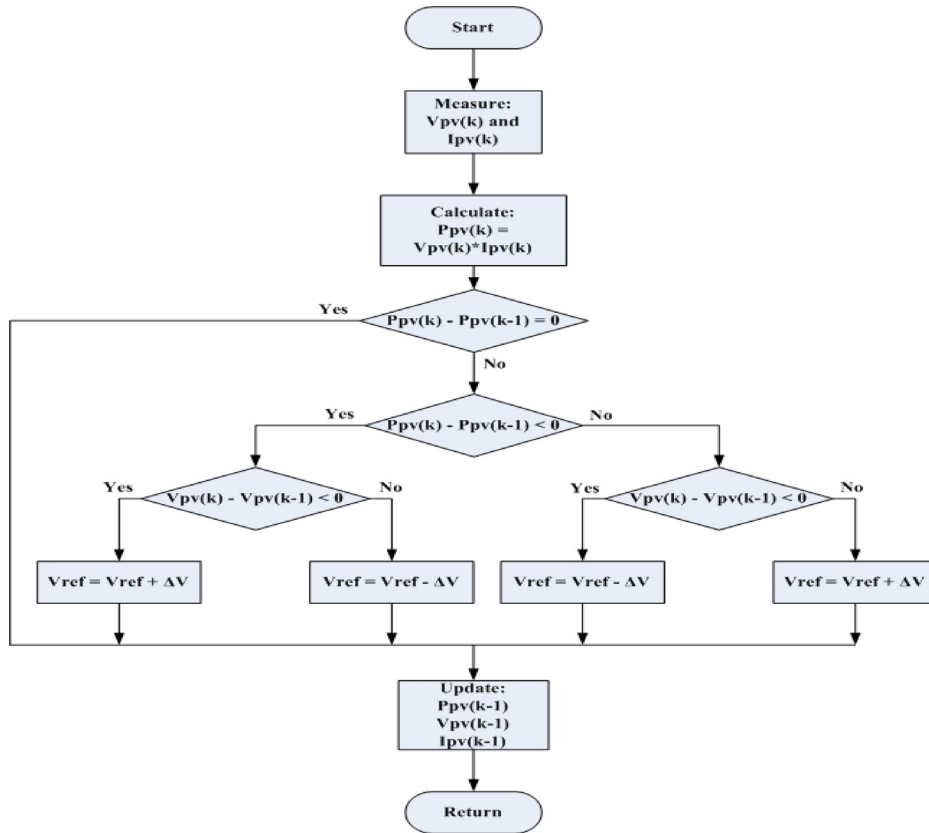 Start
Measure:
Vpv(k) and
Ipv(k)
Calculate:
Ppv(k) =
Vpv(k)*Ipv(k)
Yes
Ppv(k) - Ppv(k-1) = 0
No
Yes
Ppv(k) - Ppv(k-1) < 0
No
Yes
Vpv(k) - Vpv(k-1) < 0
No
Yes
Vpv(k) - Vpv(k-1) < 0
No
Vref = Vref + ΔV
Vref = Vref - ΔV
Vref = Vref - ΔV
Vref = Vref + ΔV
Update:
Ppv(k-1)
Vpv(k-1)
Ipv(k-1)
Return